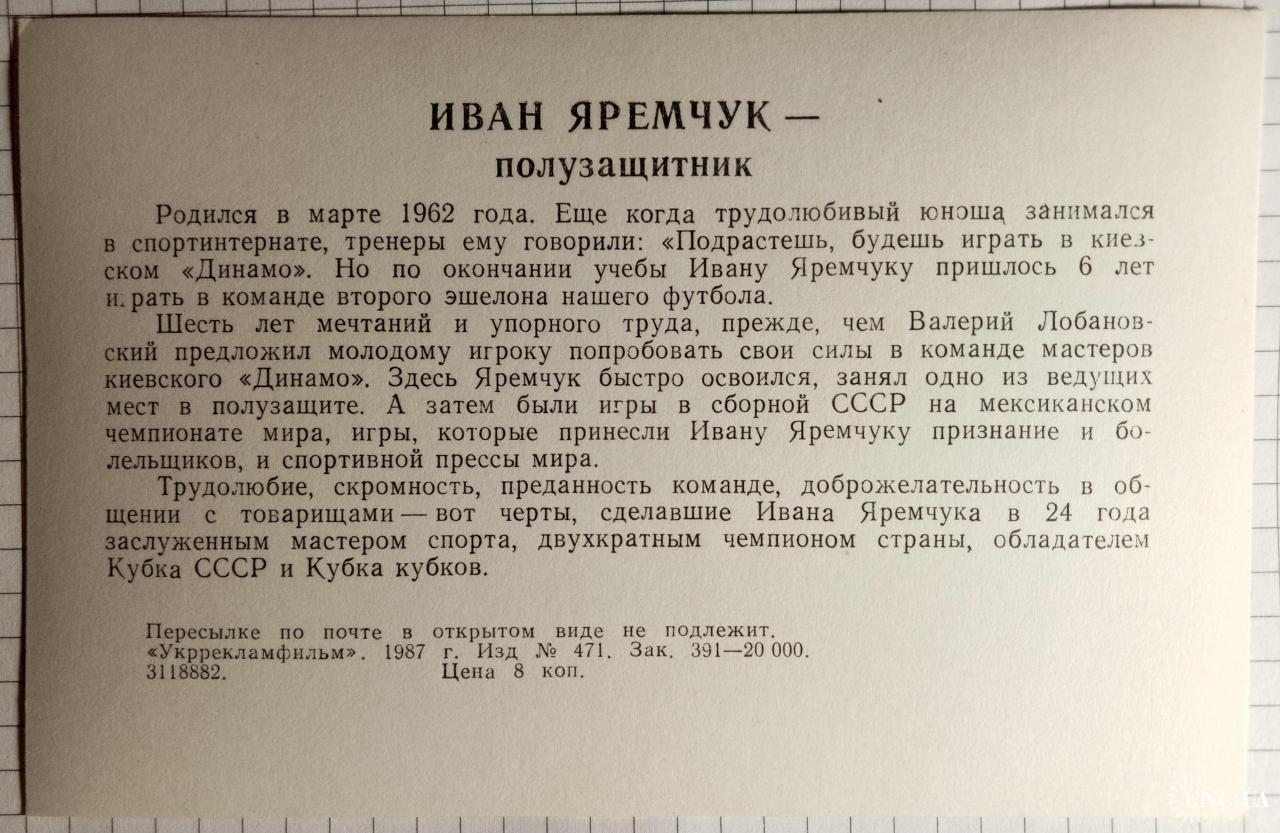 ИВАН ЯРЕМЧУК —
полузащитник
Родился в марте 1962 года. Еще когда трудолюбивый юноша занимался
в спортинтернате, тренеры ему говорили: «Подрастешь, будешь играть в киев-
ском «Динамо». Но по окончании учебы Ивану Яремчуку пришлось 6 лет
играть в команде второго эшелона нашего футбола.
Шесть лет мечтаний и упорного труда, прежде, чем Валерий Лобанов-
ский предложил молодому игроку попробовать свои силы в команде мастеров
киевского «Динамо». Здесь Яремчук быстро освоился, занял одно из ведущих
мест в полузащите. А затем были игры в сборной СССР на мексиканском
чемпионате мира, игры, которые принесли Ивану Яремчуку признание и бо-
лельщиков, и спортивной прессы мира.
Трудолюбие, скромность, преданность команде, доброжелательность в об-
щении с товарищами — вот черты, сделавшие Ивана Яремчука в 24 года
заслуженным мастером спорта, двухкратным чемпионом страны, обладателем
Кубка СССР и Кубка кубков.
Пересылке по почте в открытом виде не подлежит.
«Укррекламфильм». 1987 г. Изд № 471. Зак. 391—20 000.
3118882. Цена 8 коп.
UNC.UA